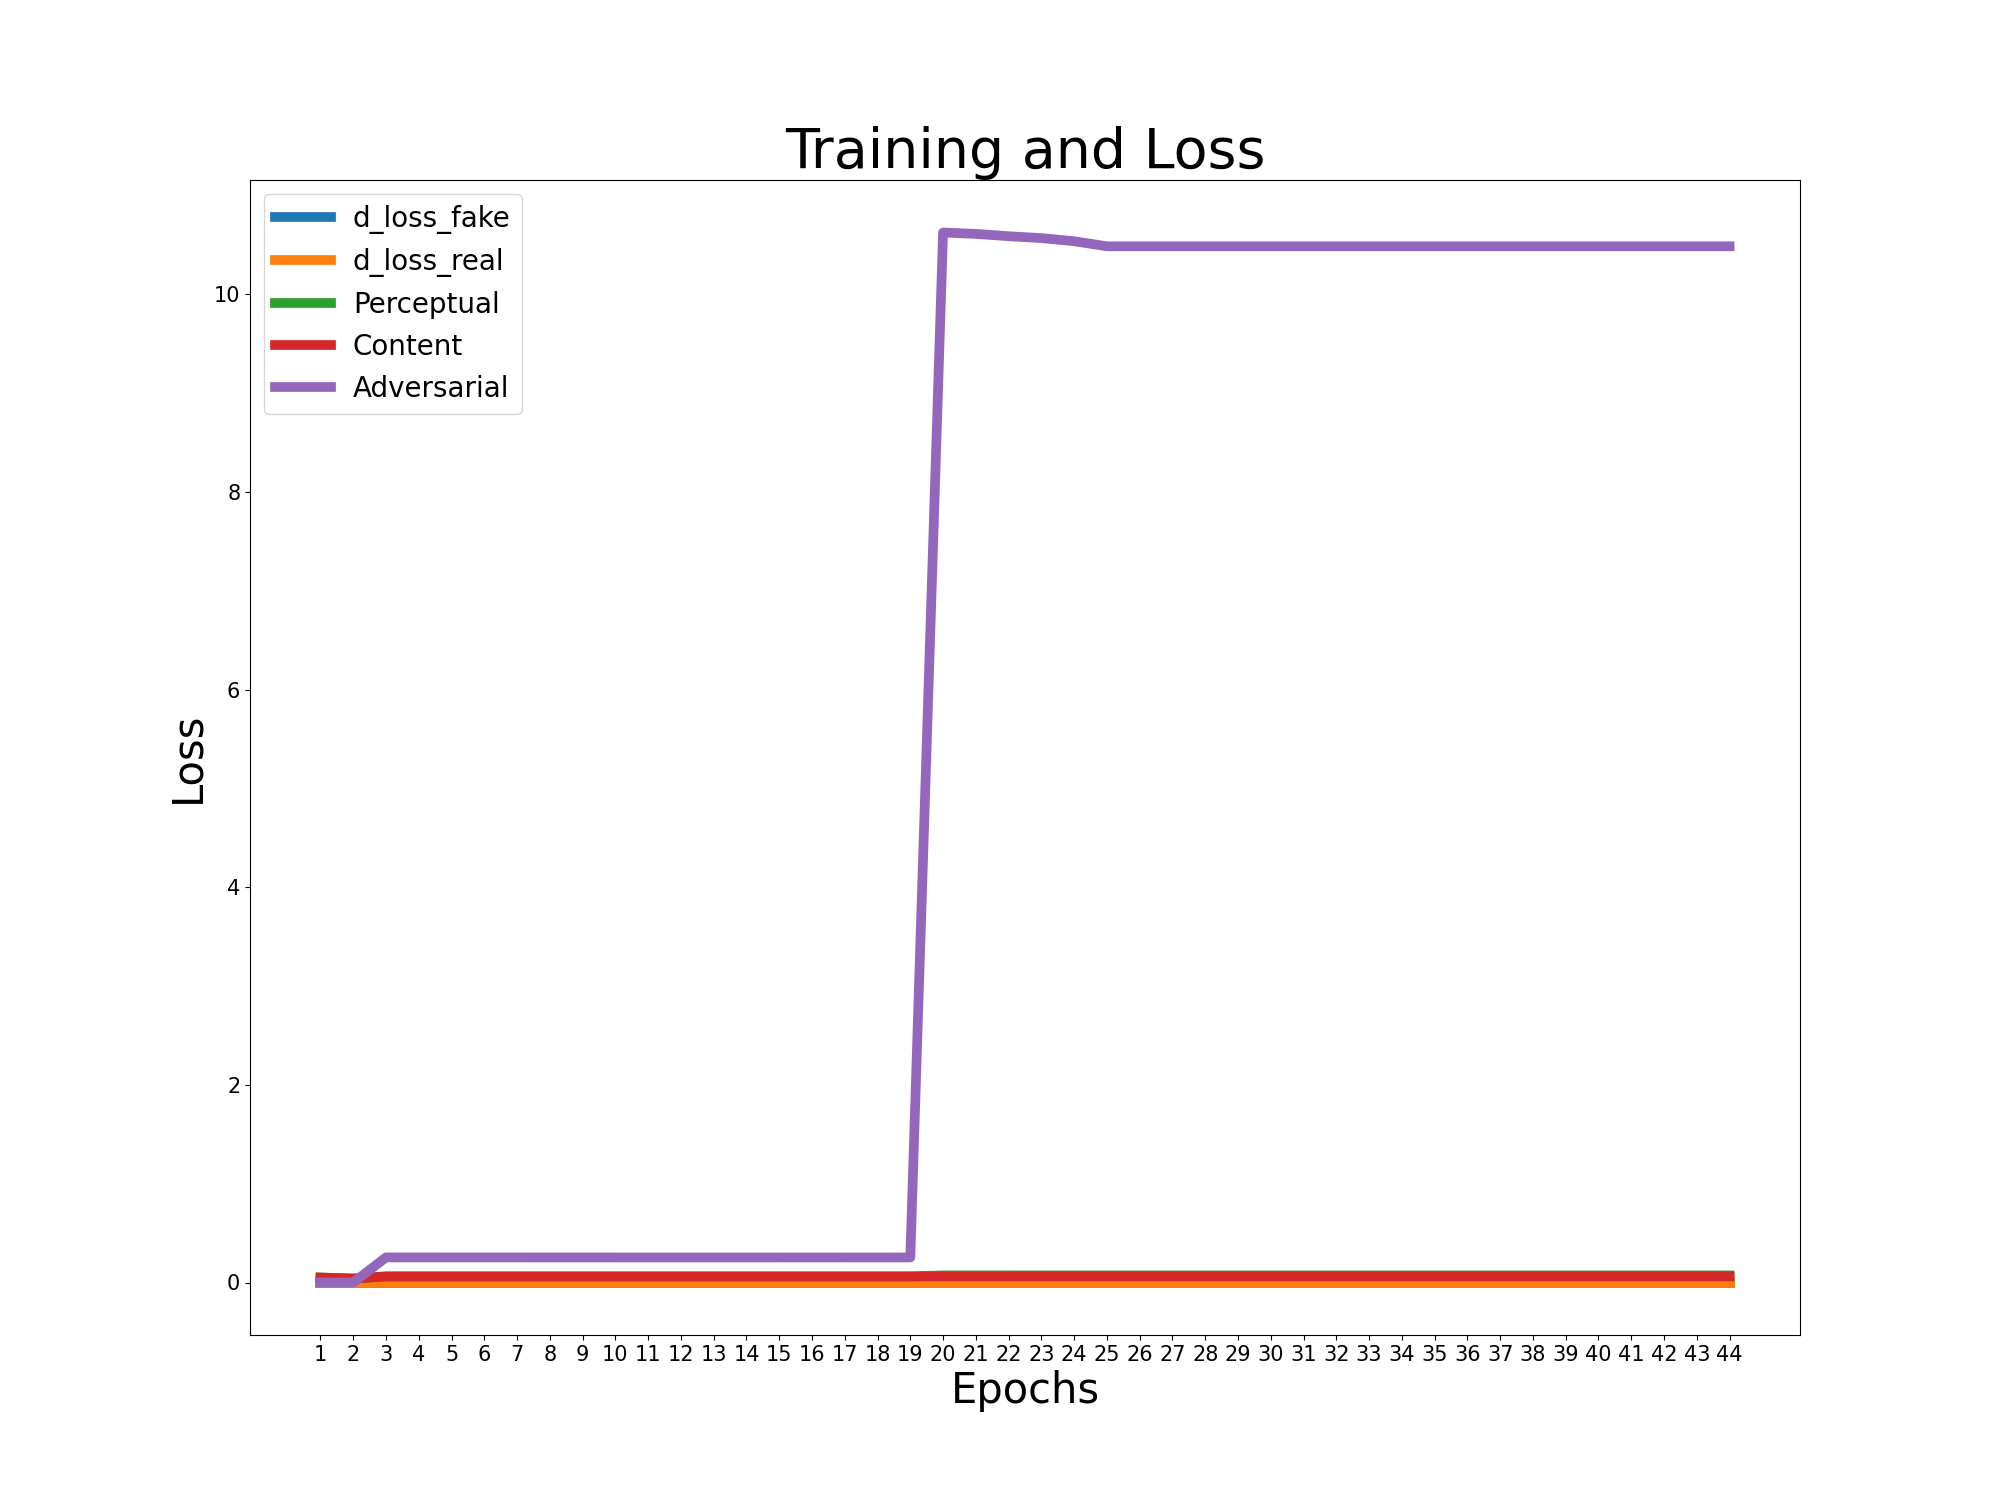 Training and Loss
d_loss_fake
d_loss_real
Perceptual
Content
Adversarial
10
8
6
4
2
0
Loss
1 2 3 4 5 6 7 8 9 10 11 12 13 14 15 16 17 18 19 20 21 22 23 24 25 26 27 28 29 30 31 32 33 34 35 36 37 38 39 40 41 42 43 44
Epochs